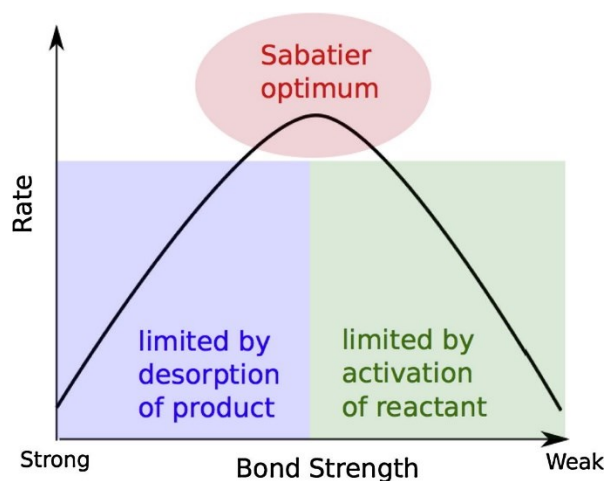 Sabatier
optimum
Rate
limited by
desorption
of product
limited by
activation
of reactant
Strong
Bond Strength
Weak